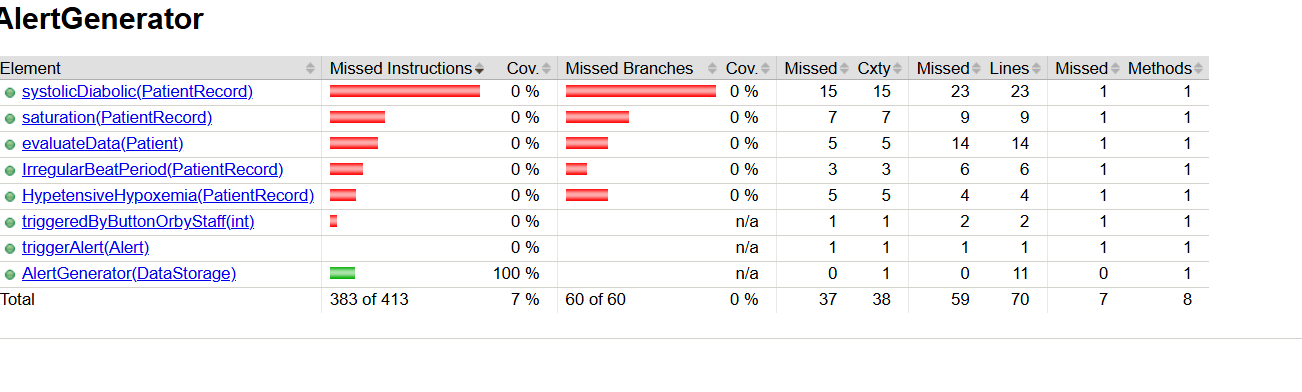 AlertGenerator
Element Missed Instructions Cov. Missed Branches Cov. Missed Cxty Missed Lines Missed Methods
systolicDiabolic(PatientRecord) 0 % 0 % 15 15 23 23 1 1
saturation(PatientRecord) 0 % 0 % 7 7 9 9 1 1
evaluateData(Patient) 0 % 0 % 5 5 14 14 1 1
IrregularBeatPeriod(PatientRecord) 0 % 0 % 3 3 6 6 1 1
HypetensiveHypoxemia(PatientRecord) 0 % 0 % 5 5 4 4 1 1
triggeredByButtonOrbyStaff(int) 0 % n/a 1 1 2 2 1 1
triggerAlert(Alert) 0 % n/a 1 1 1 1 1 1
AlertGenerator(DataStorage) 100 % n/a 0 1 0 11 0 1
Total 383 of 413 7 % 60 of 60 0 % 37 38 59 70 7 8